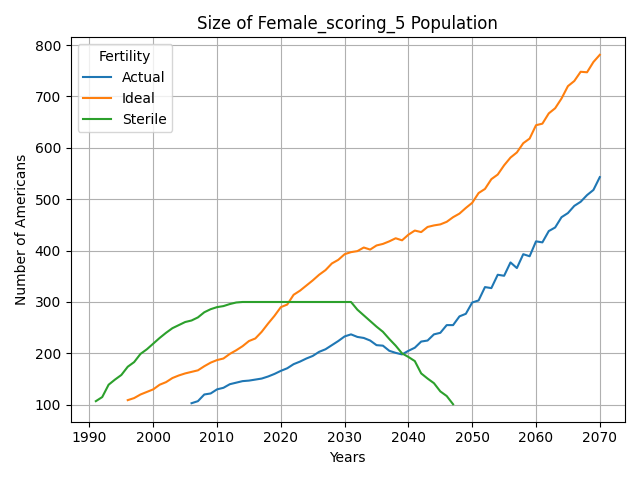 Size of Female_scoring_5 Population
Fertility
Actual
Ideal
Sterile
Number of Americans
800
700
600
500
400
300
200
100
1990 2000 2010 2020 2030 2040 2050 2060 2070
Years